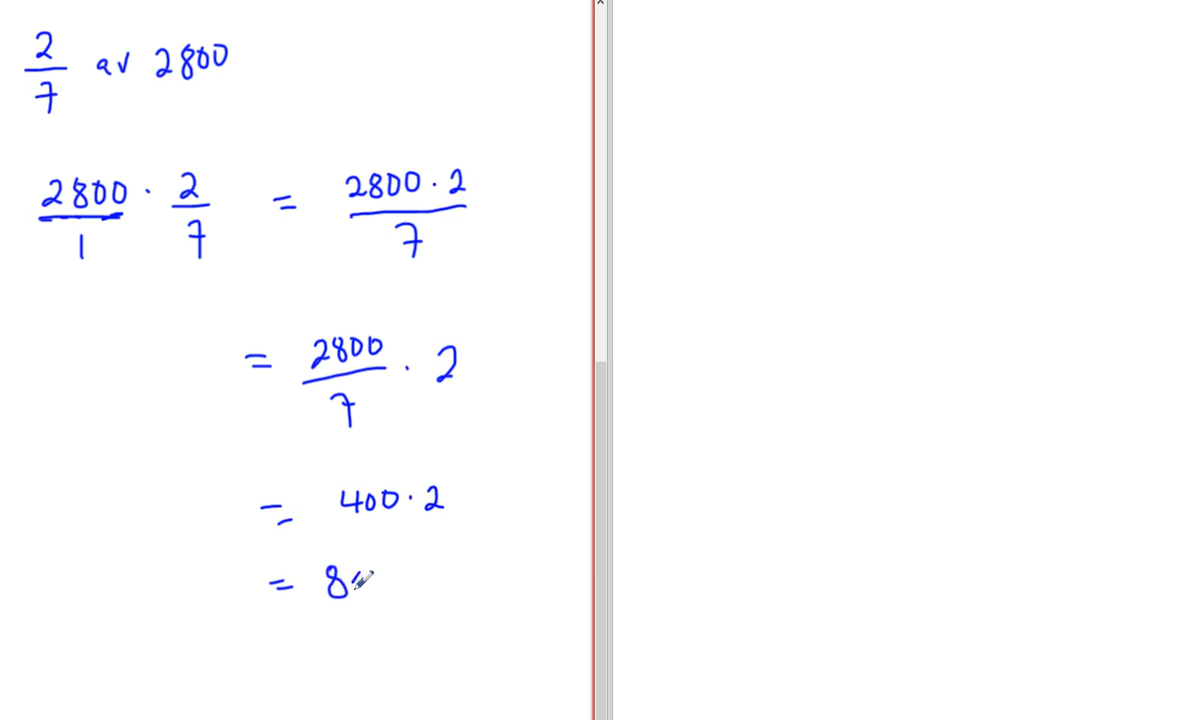 2/7 av 2800
2800/1 · 2/7 = 2800 · 2/7
= 2800/7 · 2
= 400 · 2
= 8